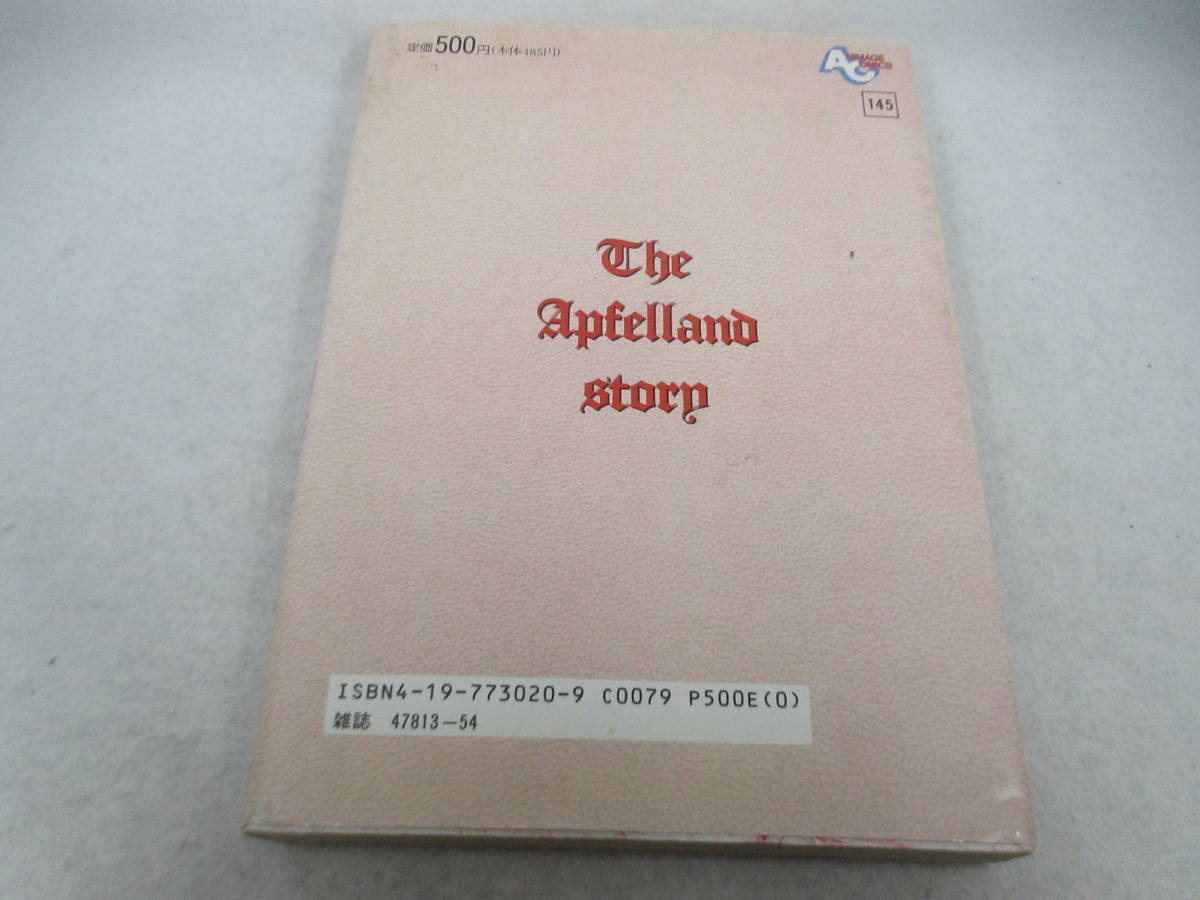 定価500円(本体485円)
AC ANIMAGE COMICS
145
The
Apfelland
story
ISBN4-19-773020-9 C0079 P500E(0)
雑誌 47813-54